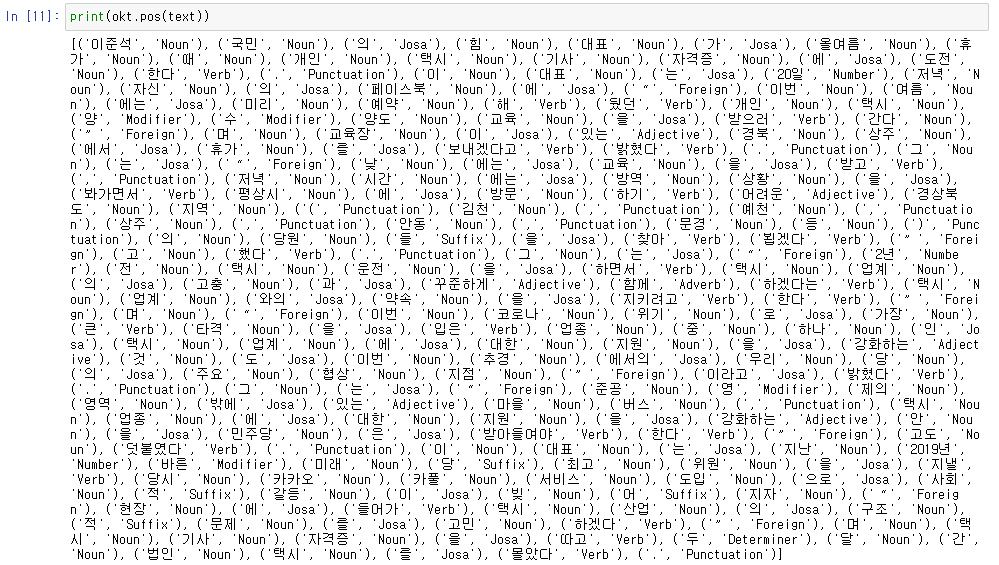 In [11]: print(okt.pos(text))
[('이준석', 'Noun'), ('국민', 'Noun'), ('의', 'Josa'), ('힘', 'Noun'), ('대표', 'Noun'), ('가', 'Josa'), ('올여름', 'Noun'), ('휴
가', 'Noun'), ('때', 'Noun'), ('개인', 'Noun'), ('택시', 'Noun'), ('기사', 'Noun'), ('자격증', 'Noun'), ('에', 'Josa'), ('도전'
, 'Noun'), ('한다', 'Verb'), ('.', 'Punctuation'), ('이', 'Noun'), ('대표', 'Noun'), ('는', 'Josa'), ('20일', 'Number'), ('저녁', 'N
oun'), ('자신', 'Noun'), ('의', 'Josa'), ('페이스북', 'Noun'), ('에', 'Josa'), ('“', 'Foreign'), ('이번', 'Noun'), ('여름', 'Nou
n'), ('에는', 'Josa'), ('미리', 'Noun'), ('예약', 'Noun'), ('해', 'Verb'), ('뒀던', 'Verb'), ('개인', 'Noun'), ('택시', 'Noun'),
('양', 'Modifier'), ('수', 'Modifier'), ('양도', 'Noun'), ('교육', 'Noun'), ('을', 'Josa'), ('받으러', 'Verb'), ('간다', 'Noun'),
('”', 'Foreign'), ('며', 'Noun'), ('교육장', 'Noun'), ('이', 'Josa'), ('있는', 'Adjective'), ('경북', 'Noun'), ('상주', 'Noun'),
('에서', 'Josa'), ('휴가', 'Noun'), ('를', 'Josa'), ('보내겠다고', 'Verb'), ('밝혔다', 'Verb'), ('.', 'Punctuation'), ('그', 'Nou
n'), ('는', 'Josa'), ('“', 'Foreign'), ('낮', 'Noun'), ('에는', 'Josa'), ('교육', 'Noun'), ('을', 'Josa'), ('받고', 'Verb'),
(',', 'Punctuation'), ('저녁', 'Noun'), ('시간', 'Noun'), ('에는', 'Josa'), ('방역', 'Noun'), ('상황', 'Noun'), ('을', 'Josa'),
('봐가면서', 'Verb'), ('평상시', 'Noun'), ('에', 'Josa'), ('방문', 'Noun'), ('하기', 'Verb'), ('어려운', 'Adjective'), ('경상북
도', 'Noun'), ('지역', 'Noun'), ('(', 'Punctuation'), ('김천', 'Noun'), (',', 'Punctuation'), ('예천', 'Noun'), (',', 'Punctuatio
n'), ('상주', 'Noun'), (',', 'Punctuation'), ('안동', 'Noun'), (',', 'Punctuation'), ('문경', 'Noun'), ('등', 'Noun'), (')', 'Punc
tuation'), ('의', 'Noun'), ('당원', 'Noun'), ('들', 'Suffix'), ('을', 'Josa'), ('찾아', 'Verb'), ('뵙겠다', 'Verb'), ('”', 'Forei
gn'), ('고', 'Noun'), ('했다', 'Verb'), ('.', 'Punctuation'), ('그', 'Noun'), ('는', 'Josa'), ('“', 'Foreign'), ('2년', 'Numbe
r'), ('전', 'Noun'), ('택시', 'Noun'), ('운전', 'Noun'), ('을', 'Josa'), ('하면서', 'Verb'), ('택시', 'Noun'), ('업계', 'Noun'),
('의', 'Josa'), ('고충', 'Noun'), ('과', 'Josa'), ('꾸준하게', 'Adjective'), ('함께', 'Adverb'), ('하겠다는', 'Verb'), ('택시', 'N
oun'), ('업계', 'Noun'), ('와의', 'Josa'), ('약속', 'Noun'), ('을', 'Josa'), ('지키려고', 'Verb'), ('한다', 'Verb'), ('”', 'Forei
gn'), ('며', 'Noun'), ('“', 'Foreign'), ('이번', 'Noun'), ('코로나', 'Noun'), ('위기', 'Noun'), ('로', 'Josa'), ('가장', 'Noun'),
('큰', 'Verb'), ('타격', 'Noun'), ('을', 'Josa'), ('입은', 'Verb'), ('업종', 'Noun'), ('중', 'Noun'), ('하나', 'Noun'), ('인', 'Jo
sa'), ('택시', 'Noun'), ('업계', 'Noun'), ('에', 'Josa'), ('대한', 'Noun'), ('지원', 'Noun'), ('을', 'Josa'), ('강화하는', 'Adject
ive'), ('것', 'Noun'), ('도', 'Josa'), ('이번', 'Noun'), ('추경', 'Noun'), ('에서의', 'Josa'), ('우리', 'Noun'), ('당', 'Noun'),
('의', 'Josa'), ('주요', 'Noun'), ('협상', 'Noun'), ('지점', 'Noun'), ('”', 'Foreign'), ('이라고', 'Josa'), ('밝혔다', 'Verb'),
('.', 'Punctuation'), ('그', 'Noun'), ('는', 'Josa'), ('“', 'Foreign'), ('준공', 'Noun'), ('영', 'Modifier'), ('제의', 'Noun'),
('영역', 'Noun'), ('밖에', 'Josa'), ('있는', 'Adjective'), ('마을', 'Noun'), ('버스', 'Noun'), (',', 'Punctuation'), ('택시', 'Nou
n'), ('업종', 'Noun'), ('에', 'Josa'), ('대한', 'Noun'), ('지원', 'Noun'), ('을', 'Josa'), ('강화하는', 'Adjective'), ('안', 'Nou
n'), ('을', 'Josa'), ('민주당', 'Noun'), ('은', 'Josa'), ('받아들여야', 'Verb'), ('한다', 'Verb'), ('”', 'Foreign'), ('고도', 'No
un'), ('덧붙였다', 'Verb'), ('.', 'Punctuation'), ('이', 'Noun'), ('대표', 'Noun'), ('는', 'Josa'), ('지난', 'Noun'), ('2019년',
'Number'), ('바른', 'Modifier'), ('미래', 'Noun'), ('당', 'Suffix'), ('최고', 'Noun'), ('위원', 'Noun'), ('을', 'Josa'), ('지낼',
'Verb'), ('당시', 'Noun'), ('카카오', 'Noun'), ('카풀', 'Noun'), ('서비스', 'Noun'), ('도입', 'Noun'), ('으로', 'Josa'), ('사회'
, 'Noun'), ('적', 'Suffix'), ('갈등', 'Noun'), ('이', 'Josa'), ('빚', 'Noun'), ('어', 'Suffix'), ('지자', 'Noun'), ('“', 'Foreig
n'), ('현장', 'Noun'), ('에', 'Josa'), ('들어가', 'Verb'), ('택시', 'Noun'), ('산업', 'Noun'), ('의', 'Josa'), ('구조', 'Noun'),
('적', 'Suffix'), ('문제', 'Noun'), ('를', 'Josa'), ('고민', 'Noun'), ('하겠다', 'Verb'), ('”', 'Foreign'), ('며', 'Noun'), ('택
시', 'Noun'), ('기사', 'Noun'), ('자격증', 'Noun'), ('을', 'Josa'), ('따고', 'Verb'), ('두', 'Determiner'), ('달', 'Noun'), ('간'
, 'Noun'), ('법인', 'Noun'), ('택시', 'Noun'), ('를', 'Josa'), ('몰았다', 'Verb'), ('.', 'Punctuation')]